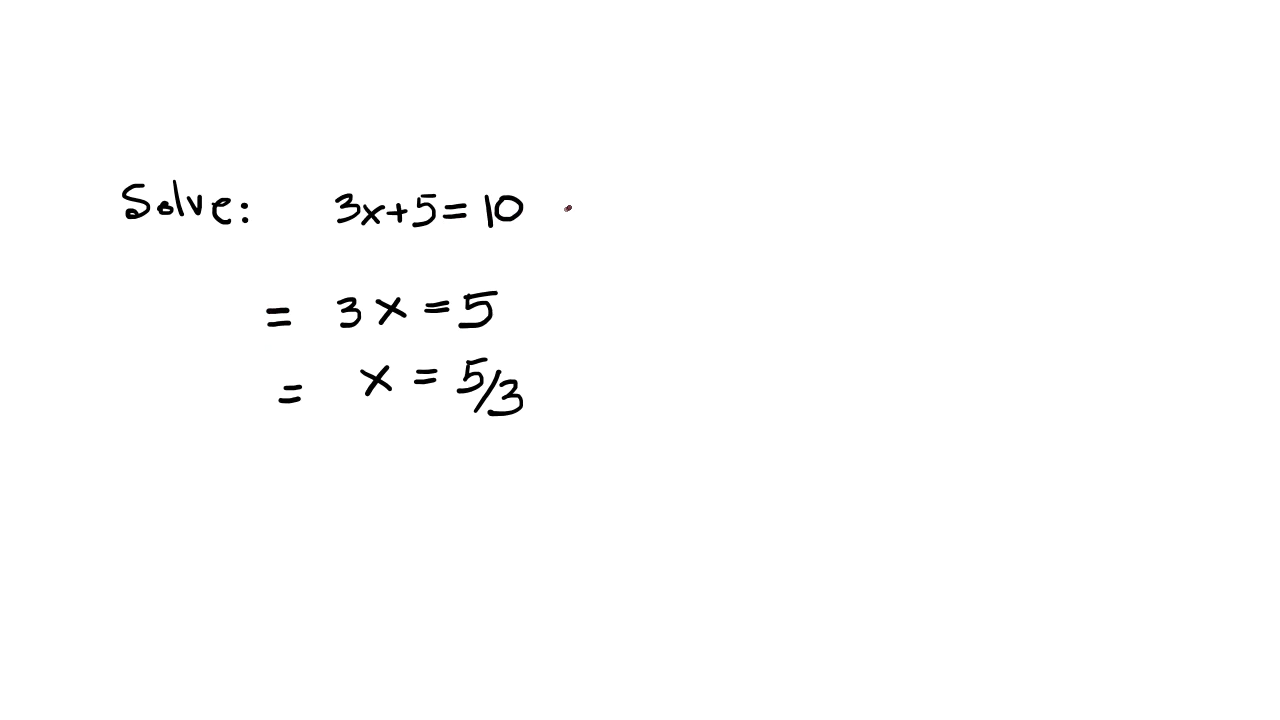 Solve: 3x+5=10
= 3x=5
= x = 5/3